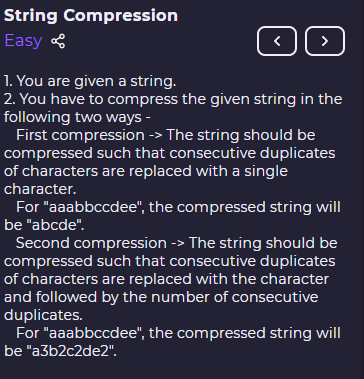 String Compression
Easy
1. You are given a string.
2. You have to compress the given string in the
following two ways -
First compression -> The string should be
compressed such that consecutive duplicates
of characters are replaced with a single
character.
For "aaabbccdee", the compressed string will
be "abcde".
Second compression -> The string should be
compressed such that consecutive duplicates
of characters are replaced with the character
and followed by the number of consecutive
duplicates.
For "aaabbccdee", the compressed string will
be "a3b2c2de2".